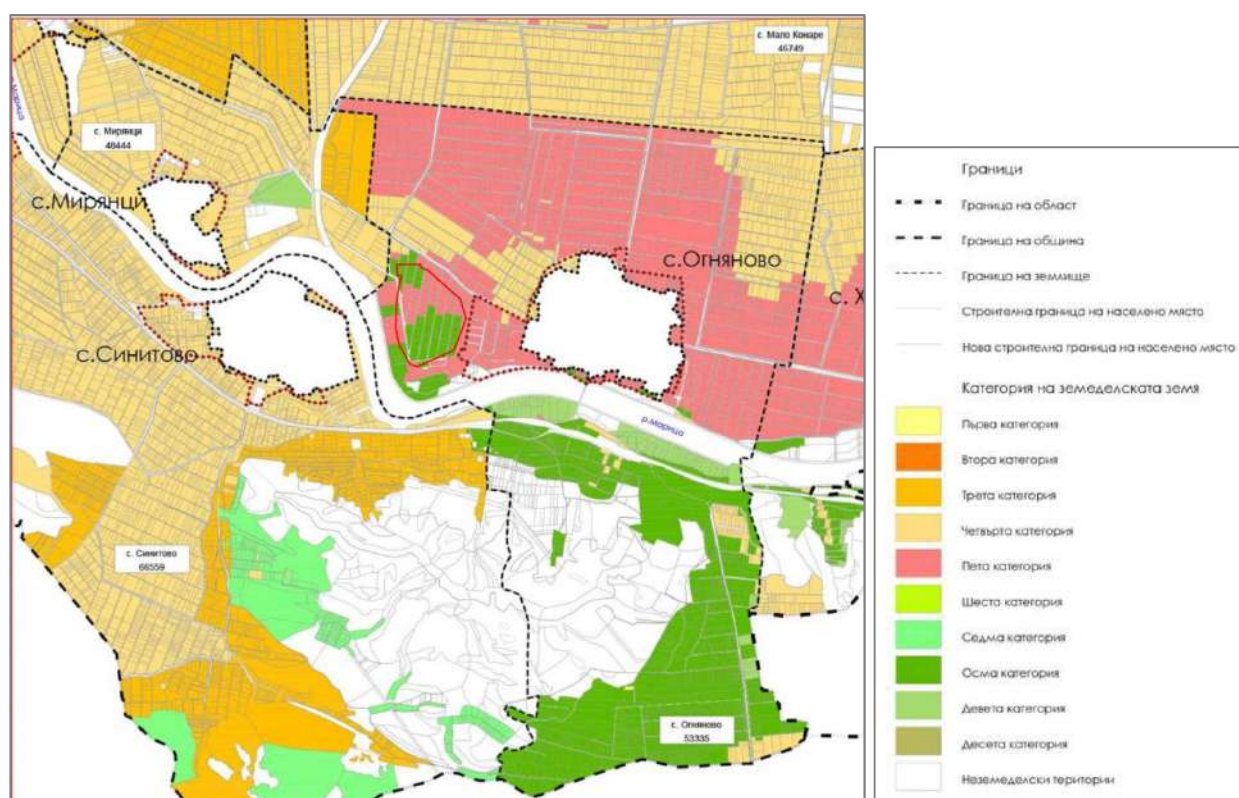 с. Мало Конаре
46749
р.Марица
с. Мирянци
48444
с.Мирянци
с.Огняново
с. Х
с.Синитово
р.Марица
с. Синитово
66559
с. Огняново
53335
Граници
Граница на област
Граница на община
Граница на землище
Строителна граница на населено място
Нова строителна граница на населено място
Категория на земеделската земя
Първа категория
Втора категория
Трета категория
Четвърта категория
Пета категория
Шеста категория
Седма категория
Осма категория
Девета категория
Десета категория
Неземеделски територии